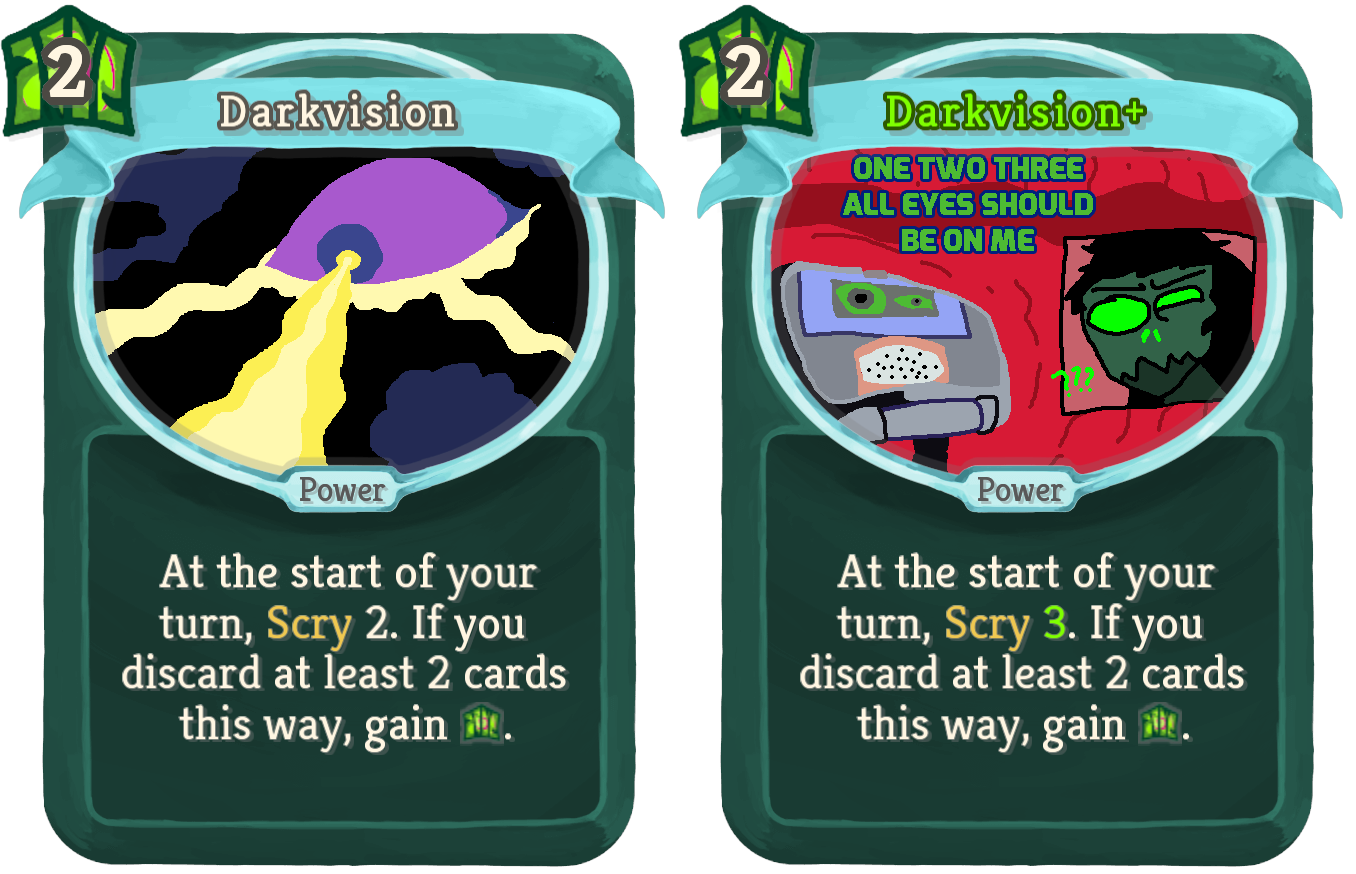 2
Darkvision
Power
At the start of your
turn, Scry 2. If you
discard at least 2 cards
this way, gain .
2
Darkvision+
ONE TWO THREE
ALL EYES SHOULD
BE ON ME
???
Power
At the start of your
turn, Scry 3. If you
discard at least 2 cards
this way, gain .